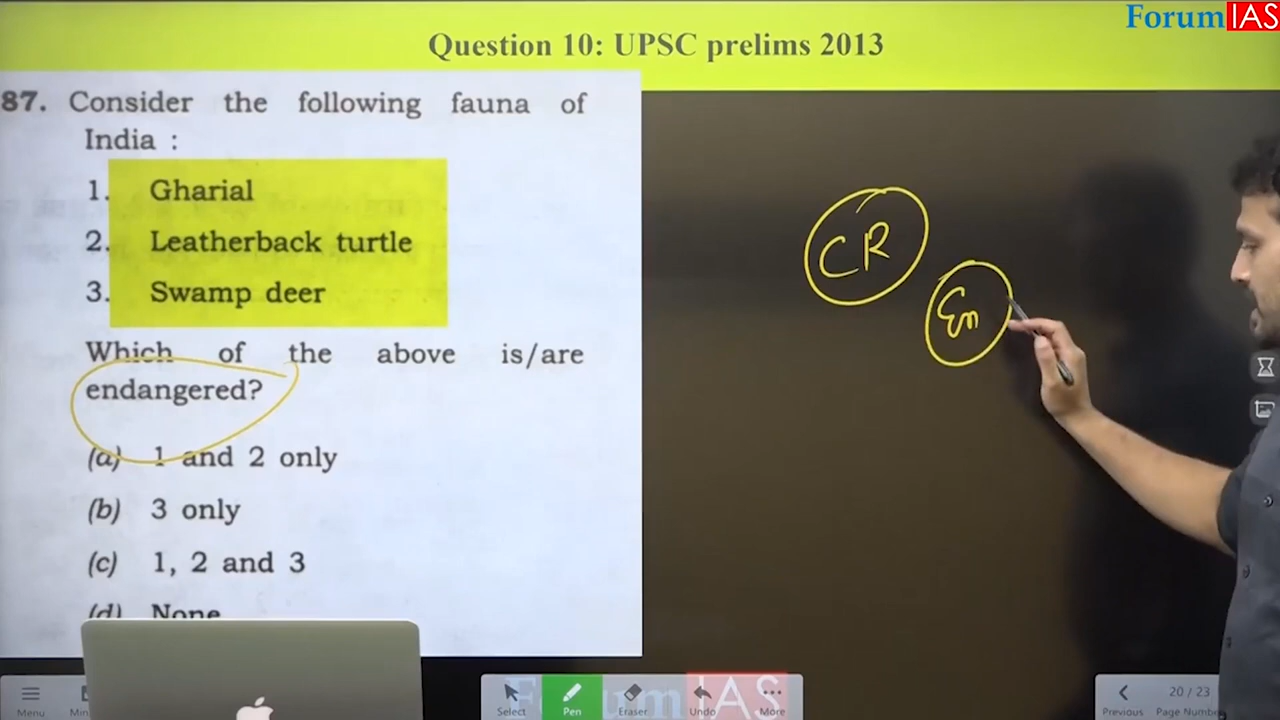 ForumIAS
Question 10: UPSC prelims 2013
87. Consider the following fauna of
India :
1. Gharial
2. Leatherback turtle
3. Swamp deer
Which of the above is/are
endangered?
(a) 1 and 2 only
(b) 3 only
(c) 1, 2 and 3
(d) None
CR
En
ForumIAS
Menu
Select Pen Eraser Undo More
20 / 23
Previous